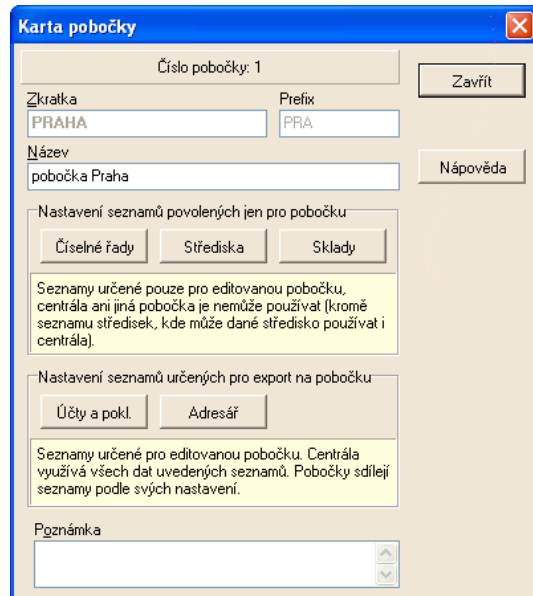 Karta pobočky
Číslo pobočky: 1
Zavřít
Zkratka Prefix
PRAHA PRA
Název
pobočka Praha
Nápověda
Nastavení seznamů povolených jen pro pobočku
Číselné řady Střediska Sklady
Seznamy určené pouze pro editovanou pobočku,
centrála ani jiná pobočka je nemůže používat (kromě
seznamu středisek, kde může dané středisko používat i
centrála).
Nastavení seznamů určených pro export na pobočku
Účty a pokl. Adresář
Seznamy určené pro editovanou pobočku. Centrála
využívá všech dat uvedených seznamů. Pobočky sdílejí
seznamy podle svých nastavení.
Poznámka